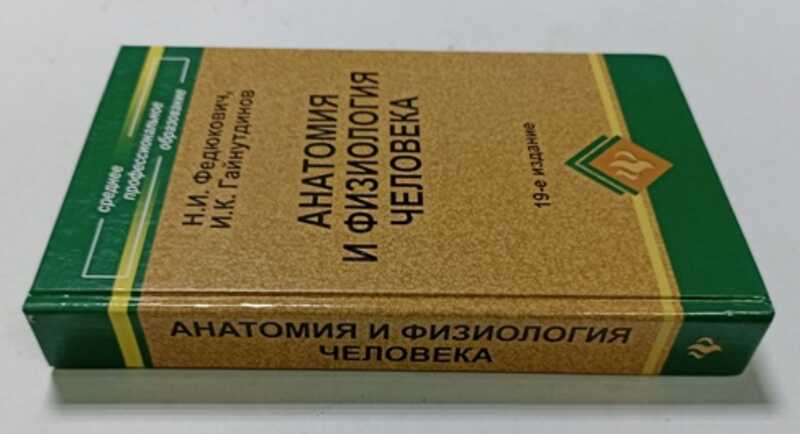 среднее
профессиональное
образование
Н.И. Федюкович,
И.К. Гайнутдинов
АНАТОМИЯ
И ФИЗИОЛОГИЯ
ЧЕЛОВЕКА
19-е издание
АНАТОМИЯ И ФИЗИОЛОГИЯ
ЧЕЛОВЕКА